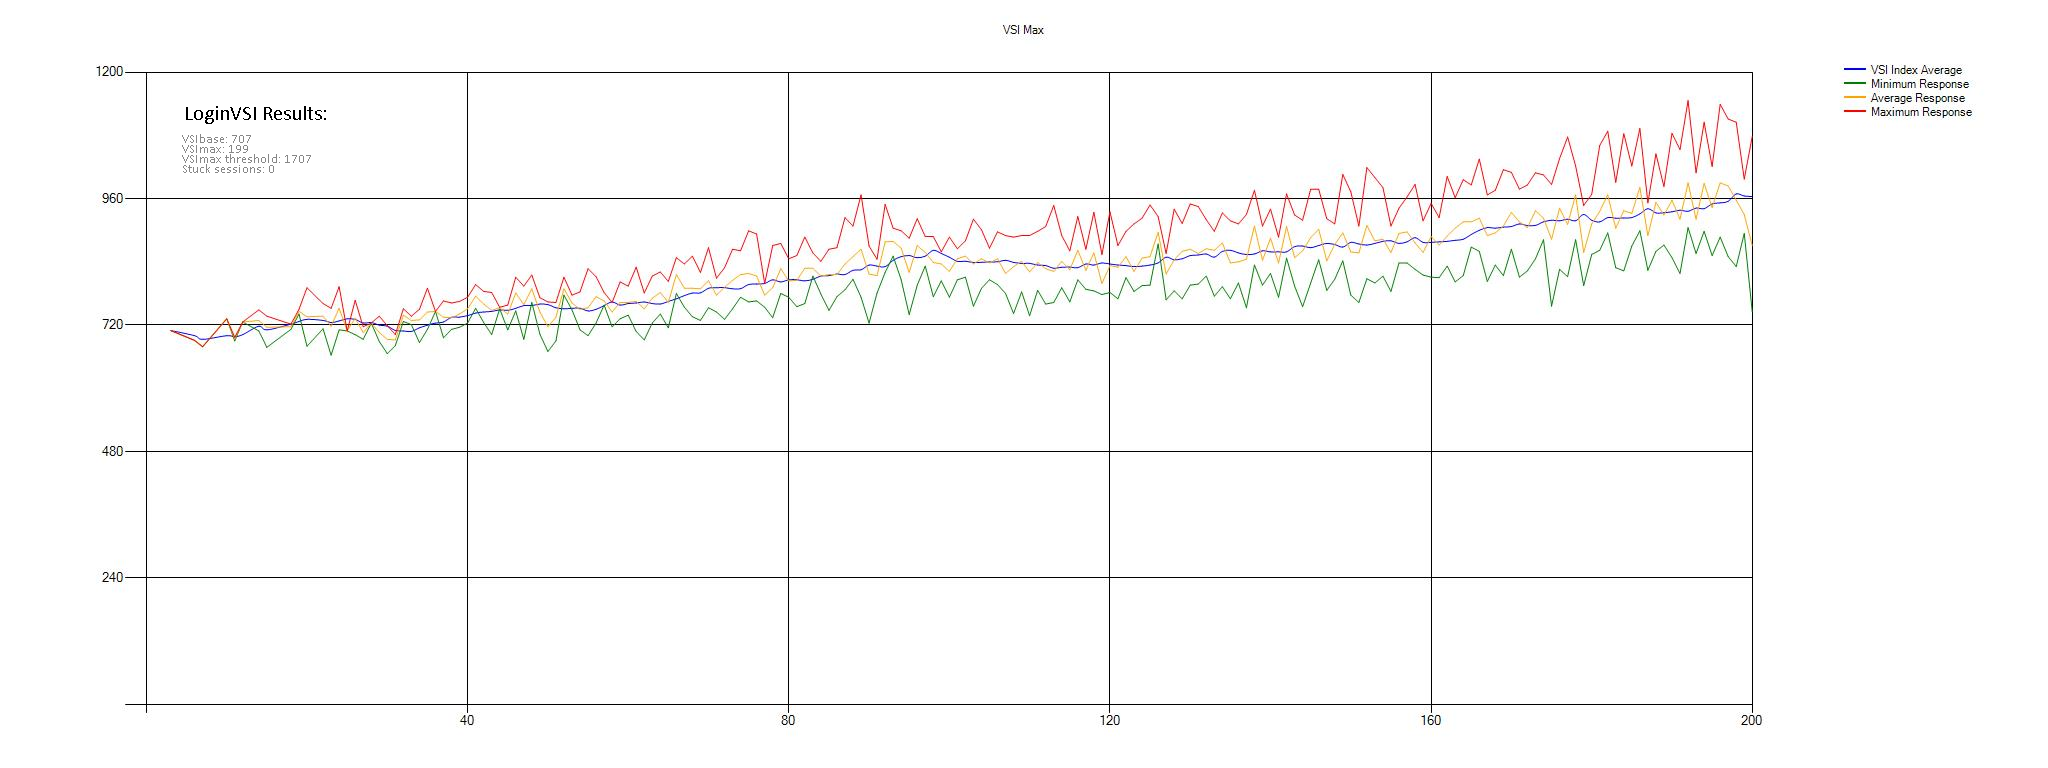 VSI Max
1200
960
720
480
240
40
80
120
160
200
LoginVSI Results:
VSIbase: 707
VSImax: 199
VSImax threshold: 1707
Stuck sessions: 0
VSI Index Average
Minimum Response
Average Response
Maximum Response